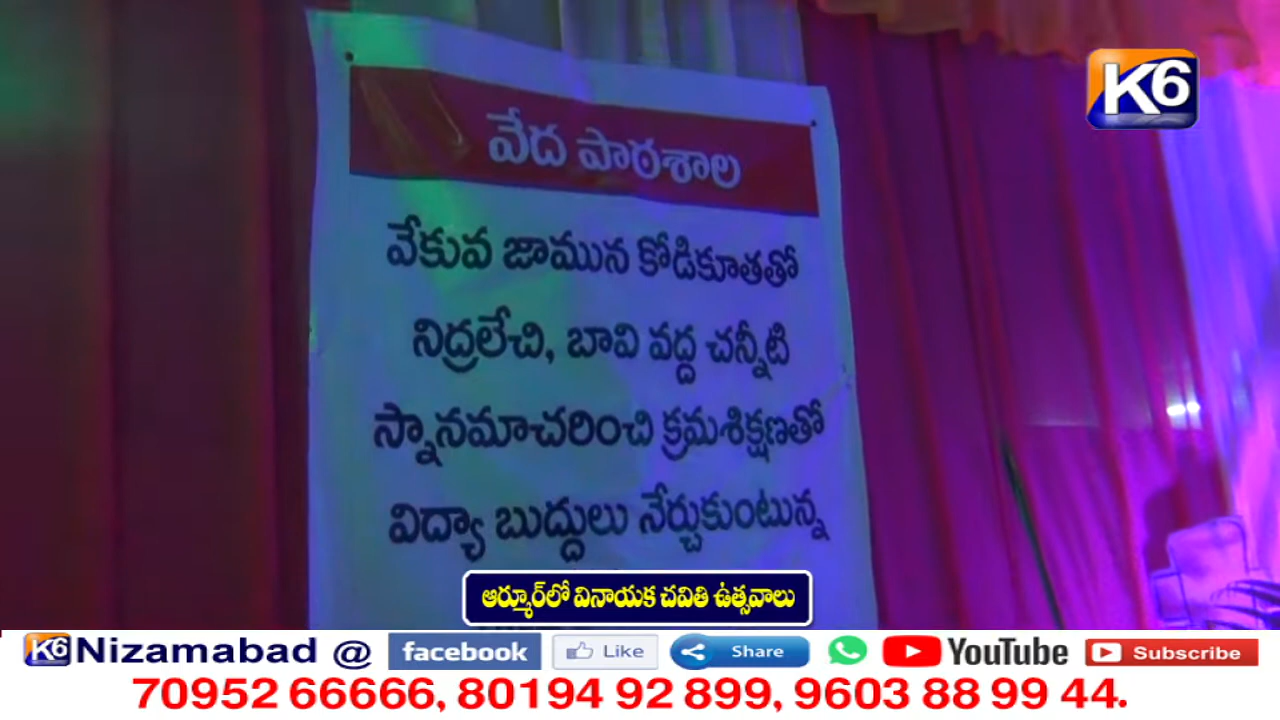 K6
వేద పాఠశాల
వేకువ జామున కోడికూతతో
నిద్రలేచి, బావి వద్ద చన్నీటి
స్నానమాచరించి క్రమశిక్షణతో
విద్యా బుద్ధులు నేర్చుకుంటున్న
ఆర్మూర్‌లో వినాయక చవితి ఉత్సవాలు
K6 Nizamabad @ facebook Like Share YouTube Subscribe
70952 66666, 80194 92 899, 9603 88 99 44.